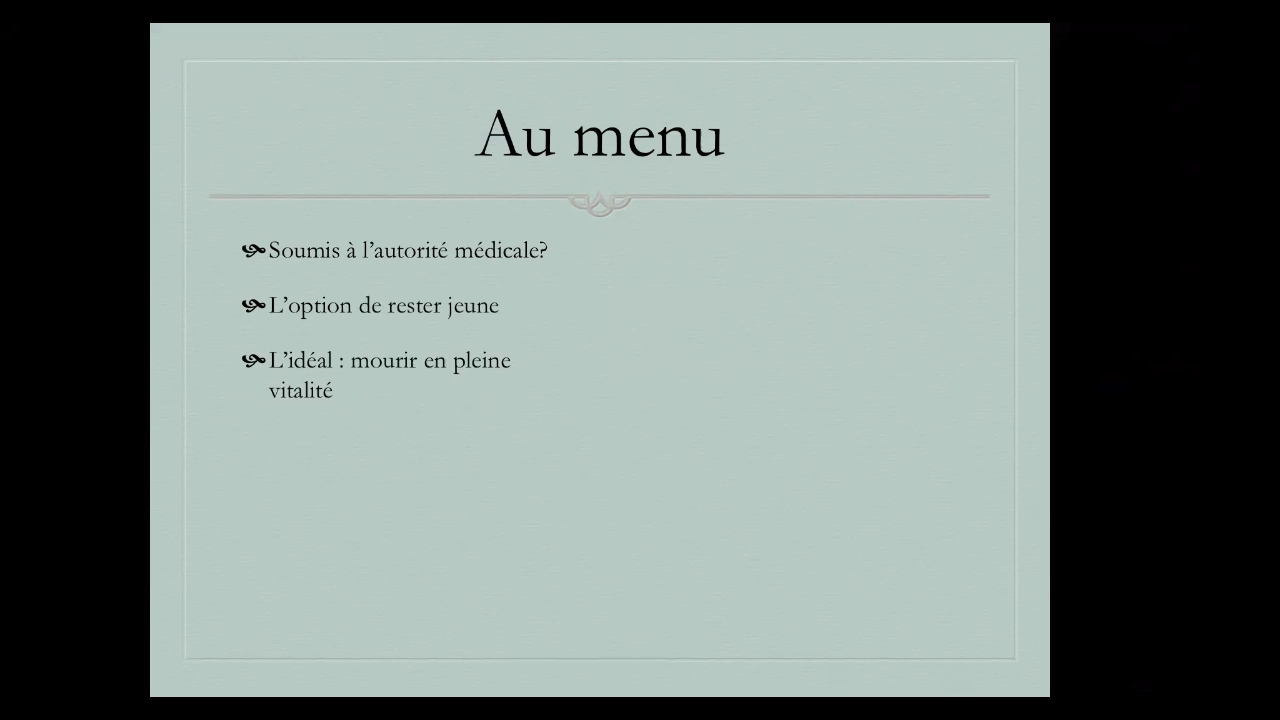 Au menu
Soumis à l’autorité médicale?
L’option de rester jeune
L’idéal : mourir en pleine
vitalité